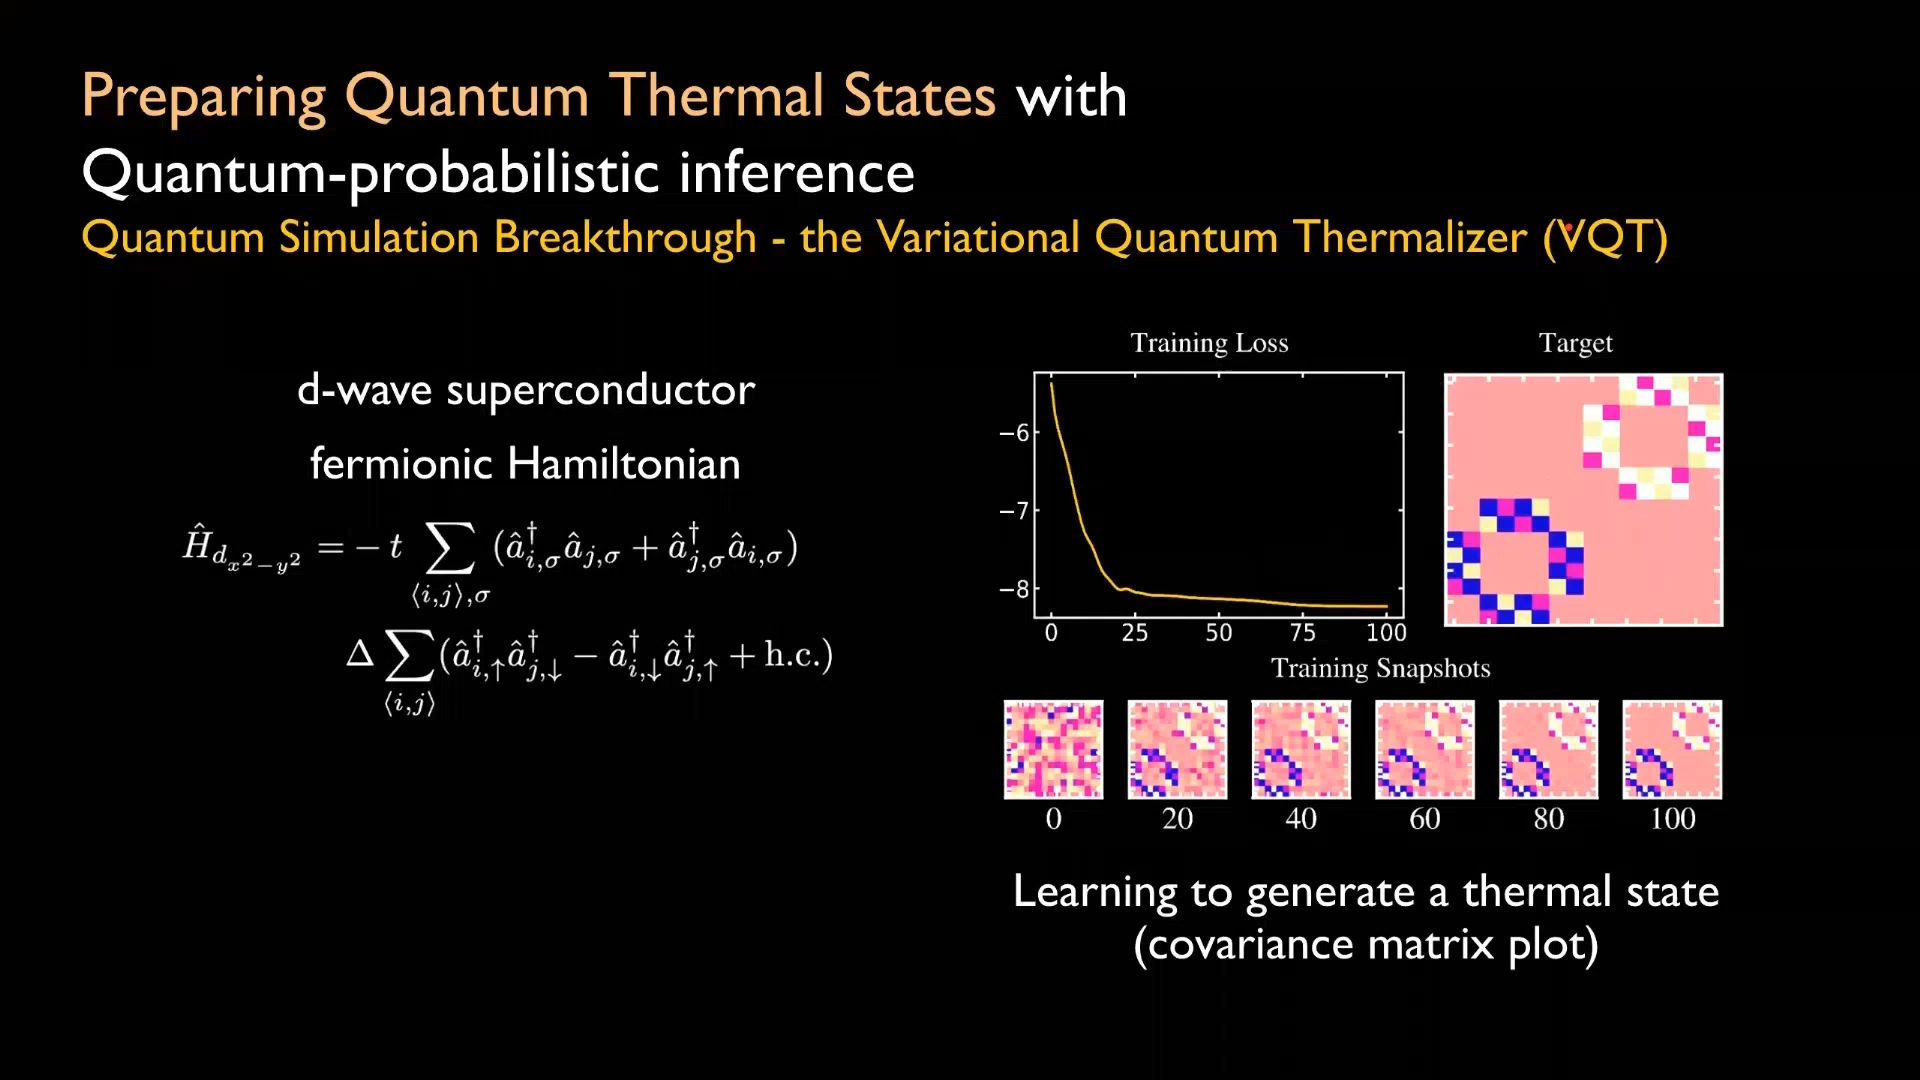 Preparing Quantum Thermal States with
Quantum-probabilistic inference
Quantum Simulation Breakthrough - the Variational Quantum Thermalizer (VQT)
d-wave superconductor
fermionic Hamiltonian
Ĥ_{d_{x²−y²}} = − t ∑_{⟨i,j⟩,σ} (â†_{i,σ} â_{j,σ} + â†_{j,σ} â_{i,σ})
Δ ∑_{⟨i,j⟩} (â†_{i,↑} â†_{j,↓} − â†_{i,↓} â†_{j,↑} + h.c.)
Training Loss
−6
−7
−8
0 25 50 75 100
Target
Training Snapshots
0 20 40 60 80 100
Learning to generate a thermal state
(covariance matrix plot)